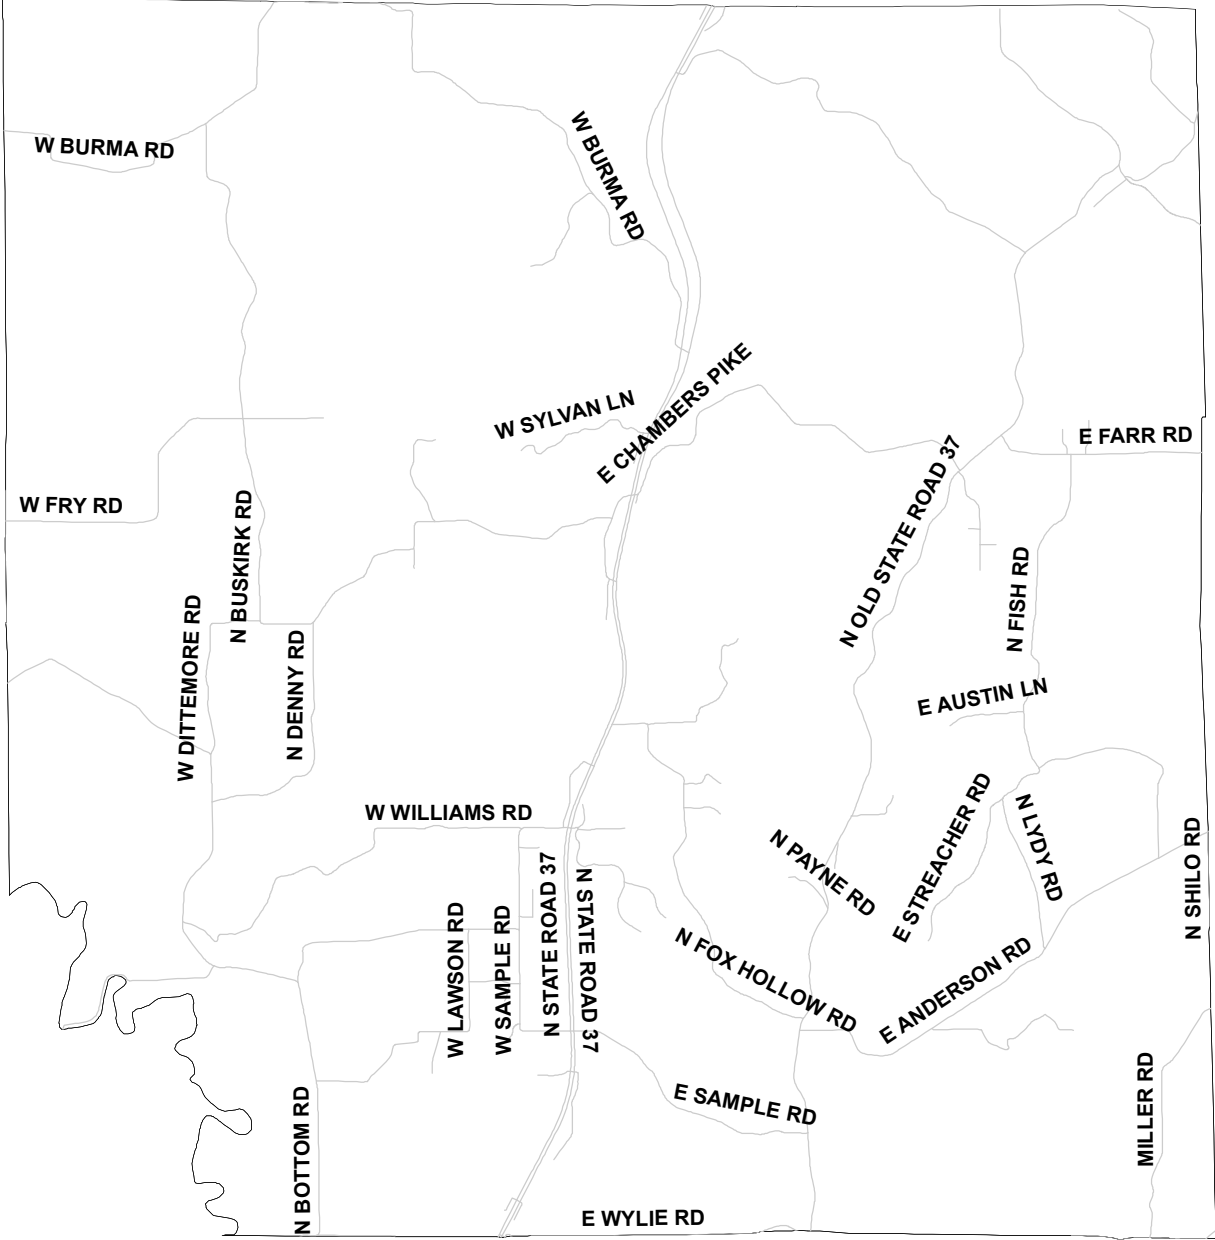 W BURMA RD
W BURMA RD
E CHAMBERS PIKE
W SYLVAN LN
E FARR RD
W FRY RD
N BUSKIRK RD
N OLD STATE ROAD 37
N FISH RD
W DITTEMORE RD
N DENNY RD
E AUSTIN LN
W WILLIAMS RD
E STREACHER RD
N LYDY RD
N PAYNE RD
N SHILO RD
N STATE ROAD 37
N STATE ROAD 37
W LAWSON RD
W SAMPLE RD
N FOX HOLLOW RD
E ANDERSON RD
E SAMPLE RD
MILLER RD
N BOTTOM RD
E WYLIE RD